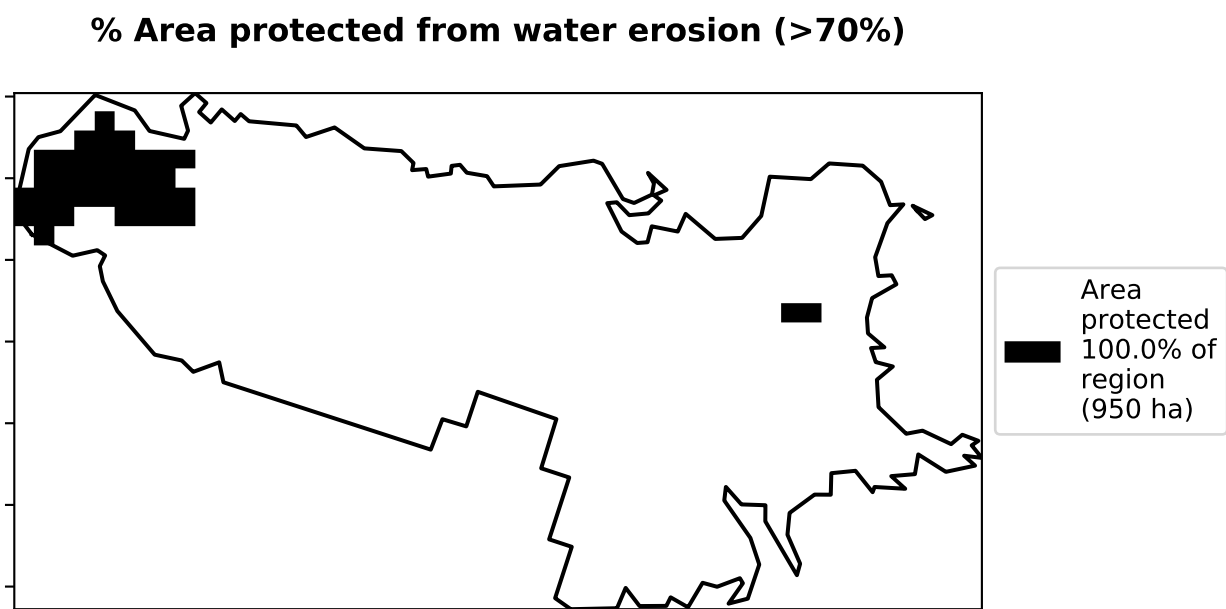 % Area protected from water erosion (>70%)
Area
protected
100.0% of
region
(950 ha)